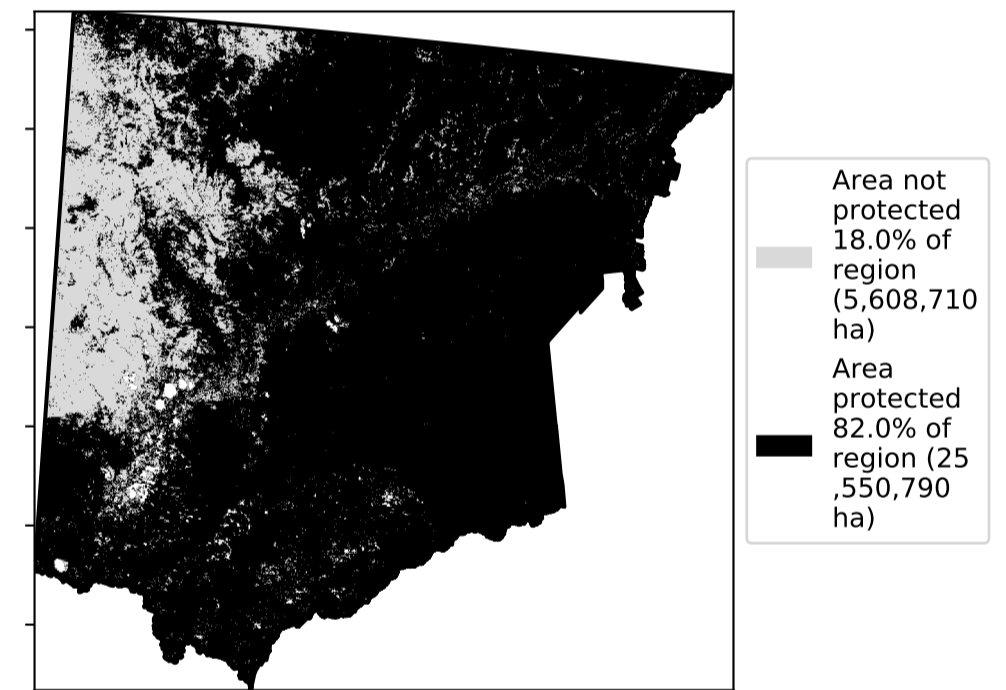 Area not
protected
18.0% of
region
(5,608,710
ha)
Area
protected
82.0% of
region (25
,550,790
ha)